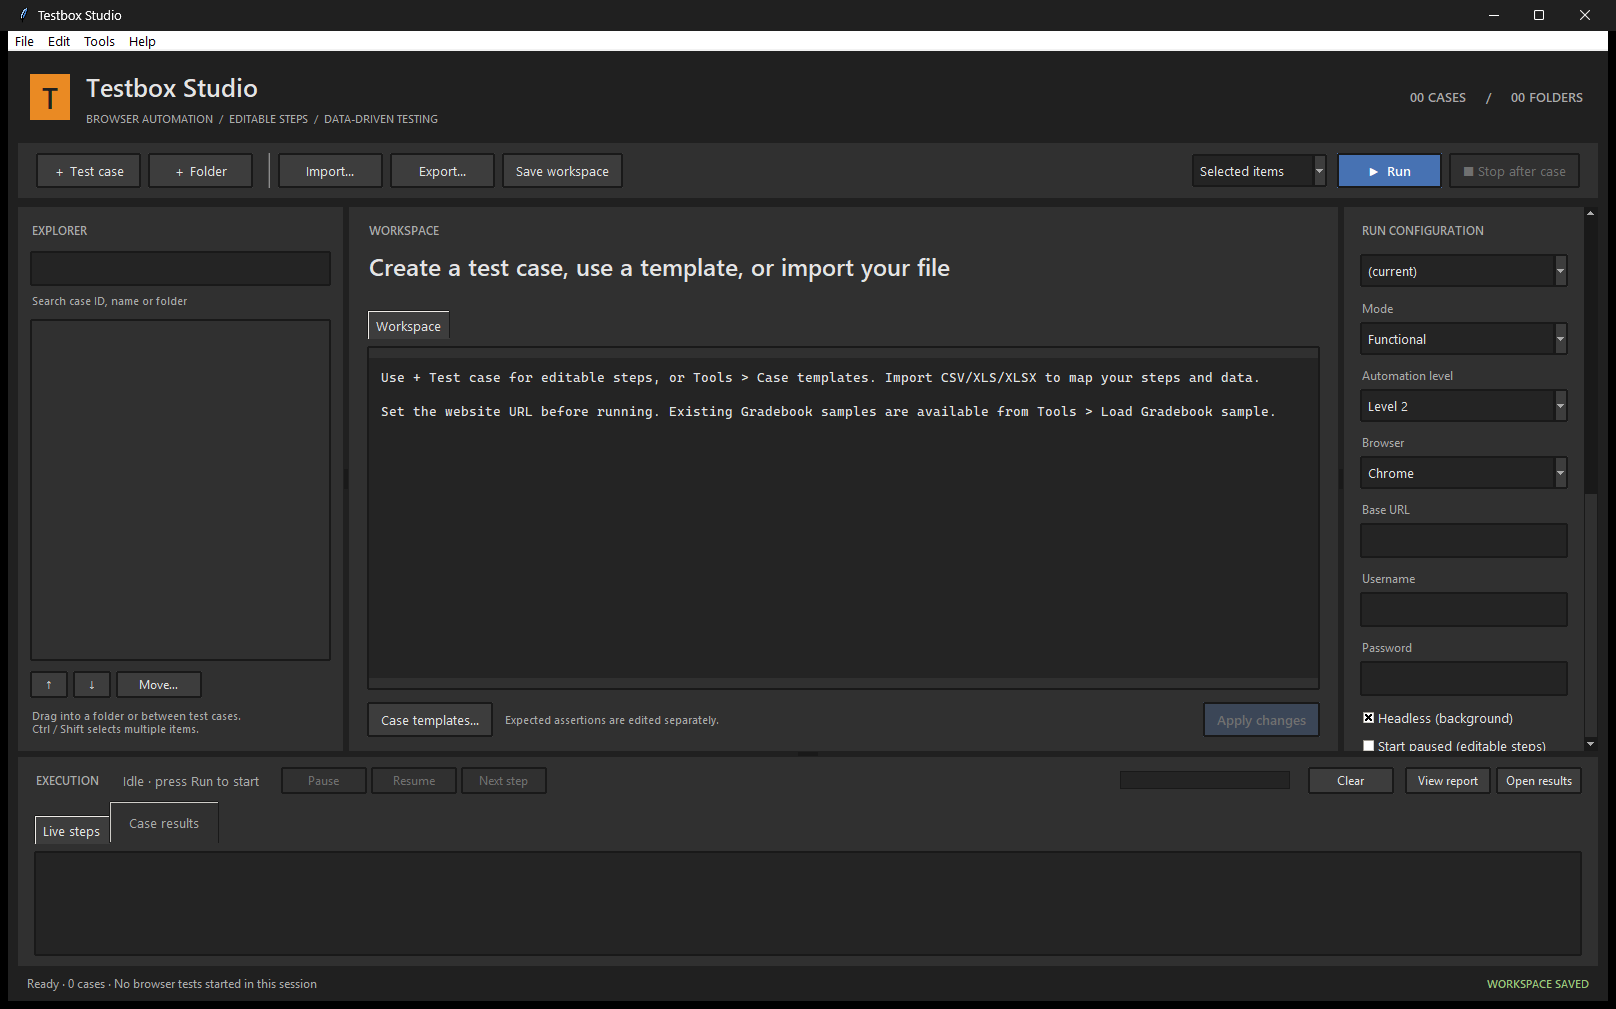 Testbox Studio
File Edit Tools Help
T
Testbox Studio
BROWSER AUTOMATION / EDITABLE STEPS / DATA-DRIVEN TESTING
00 CASES / 00 FOLDERS
+ Test case + Folder Import... Export... Save workspace
Selected items ► Run ■ Stop after case
EXPLORER
Search case ID, name or folder
↑ ↓ Move...
Drag into a folder or between test cases.
Ctrl / Shift selects multiple items.
WORKSPACE
Create a test case, use a template, or import your file
Workspace
Use + Test case for editable steps, or Tools > Case templates. Import CSV/XLS/XLSX to map your steps and data.
Set the website URL before running. Existing Gradebook samples are available from Tools > Load Gradebook sample.
Case templates... Expected assertions are edited separately. Apply changes
RUN CONFIGURATION
(current)
Mode
Functional
Automation level
Level 2
Browser
Chrome
Base URL
Username
Password
Headless (background)
Start paused (editable steps)
EXECUTION Idle · press Run to start Pause Resume Next step Clear View report Open results
Live steps Case results
Ready · 0 cases · No browser tests started in this session
WORKSPACE SAVED